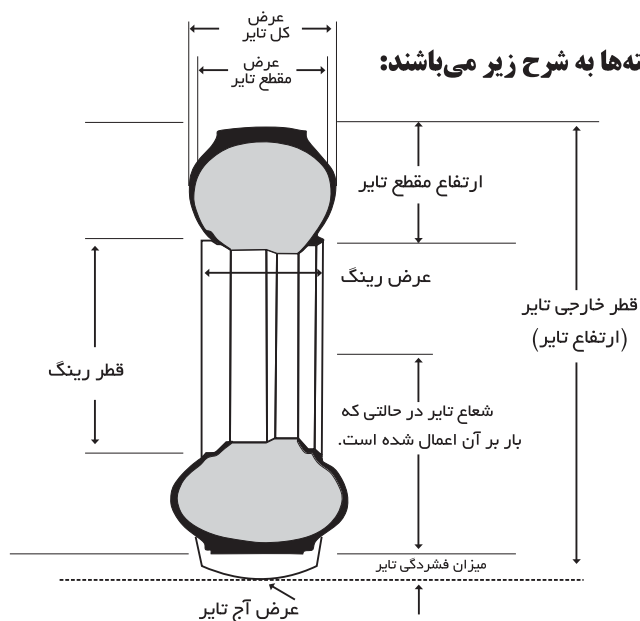 عرض
کل تایر
عرض
مقطع تایر
ته‌ها به شرح زیر می‌باشند:
ارتفاع مقطع تایر
عرض رینگ
قطر خارجی تایر
(ارتفاع تایر)
قطر رینگ
شعاع تایر در حالتی که
بار بر آن اعمال شده است.
میزان فشردگی تایر
عرض آج تایر